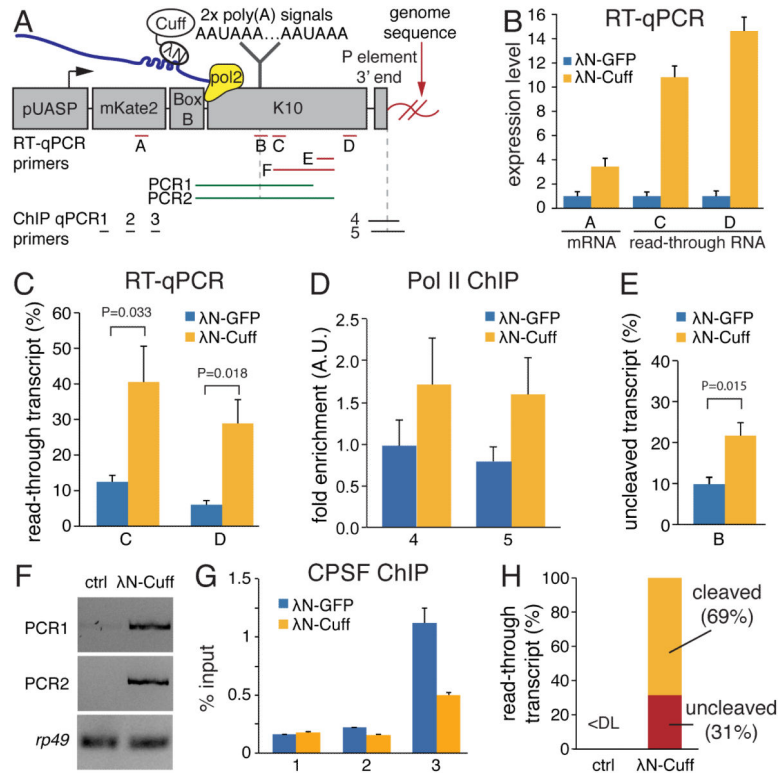 A
Cuff
λN
2x poly(A) signals
AAUAAA...AAUAAA
genome
sequence
P element
3' end
pol2
pUASP
mKate2
Box
B
K10
RT-qPCR
primers
A
B
C
D
E
F
PCR1
PCR2
ChIP qPCR
primers
1
2
3
4
5
B
RT-qPCR
λN-GFP
λN-Cuff
expression level
16
14
12
10
8
6
4
2
0
A
C
D
mRNA
read-through RNA
C
RT-qPCR
λN-GFP
λN-Cuff
read-through transcript (%)
60
50
40
30
20
10
0
P=0.033
P=0.018
C
D
D
Pol II ChIP
λN-GFP
λN-Cuff
fold enrichment (A.U.)
2.5
2.0
1.5
1.0
0.5
0.0
4
5
E
λN-GFP
λN-Cuff
uncleaved transcript (%)
40
30
20
10
0
P=0.015
B
F
ctrl
λN-Cuff
PCR1
PCR2
rp49
G
CPSF ChIP
λN-GFP
λN-Cuff
% input
1.5
1
0.5
0
1
2
3
H
read-through
transcript (%)
100
80
60
40
20
0
<DL
cleaved
(69%)
uncleaved
(31%)
ctrl
λN-Cuff